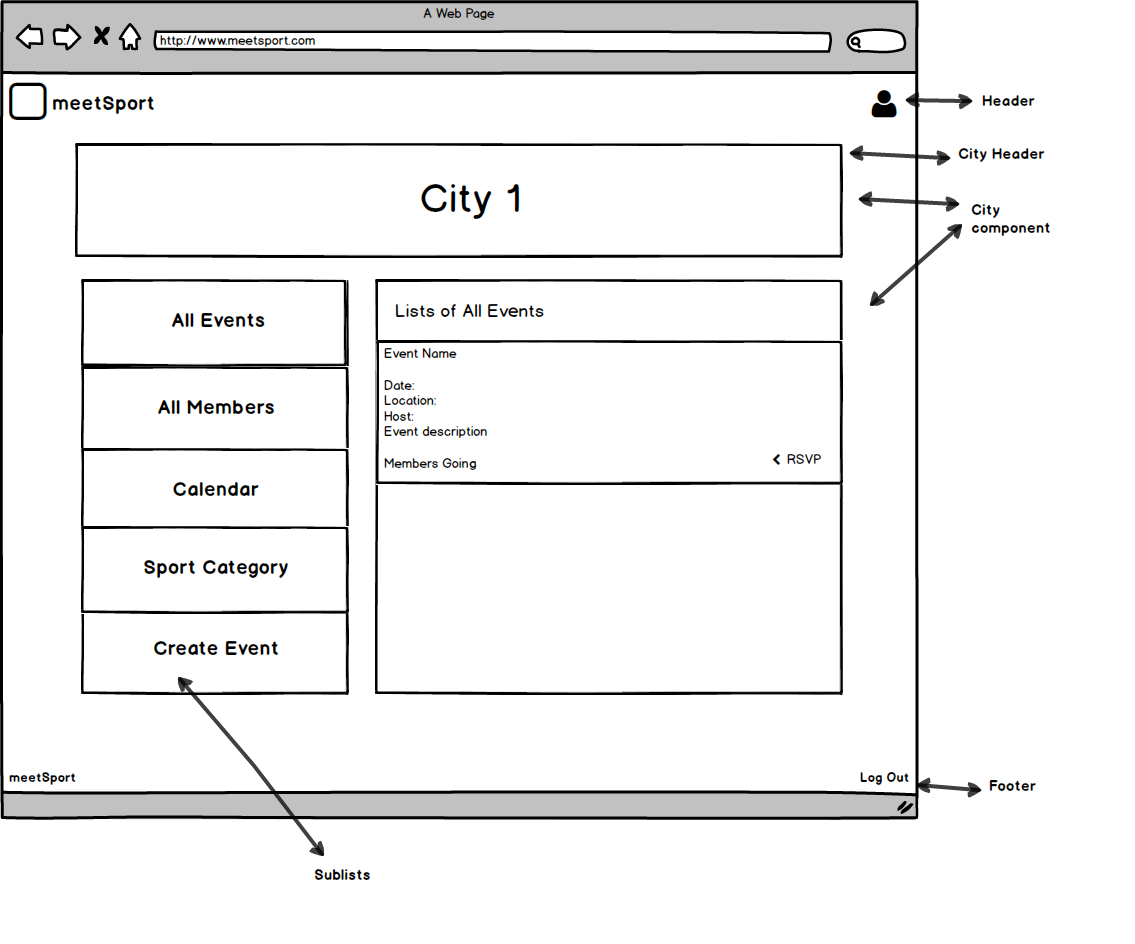 A Web Page
http://www.meetsport.com
meetSport
Header
City Header
City 1
City
component
All Events
All Members
Calendar
Sport Category
Create Event
Lists of All Events
Event Name
Date:
Location:
Host:
Event description
Members Going
RSVP
meetSport
Log Out
Footer
Sublists